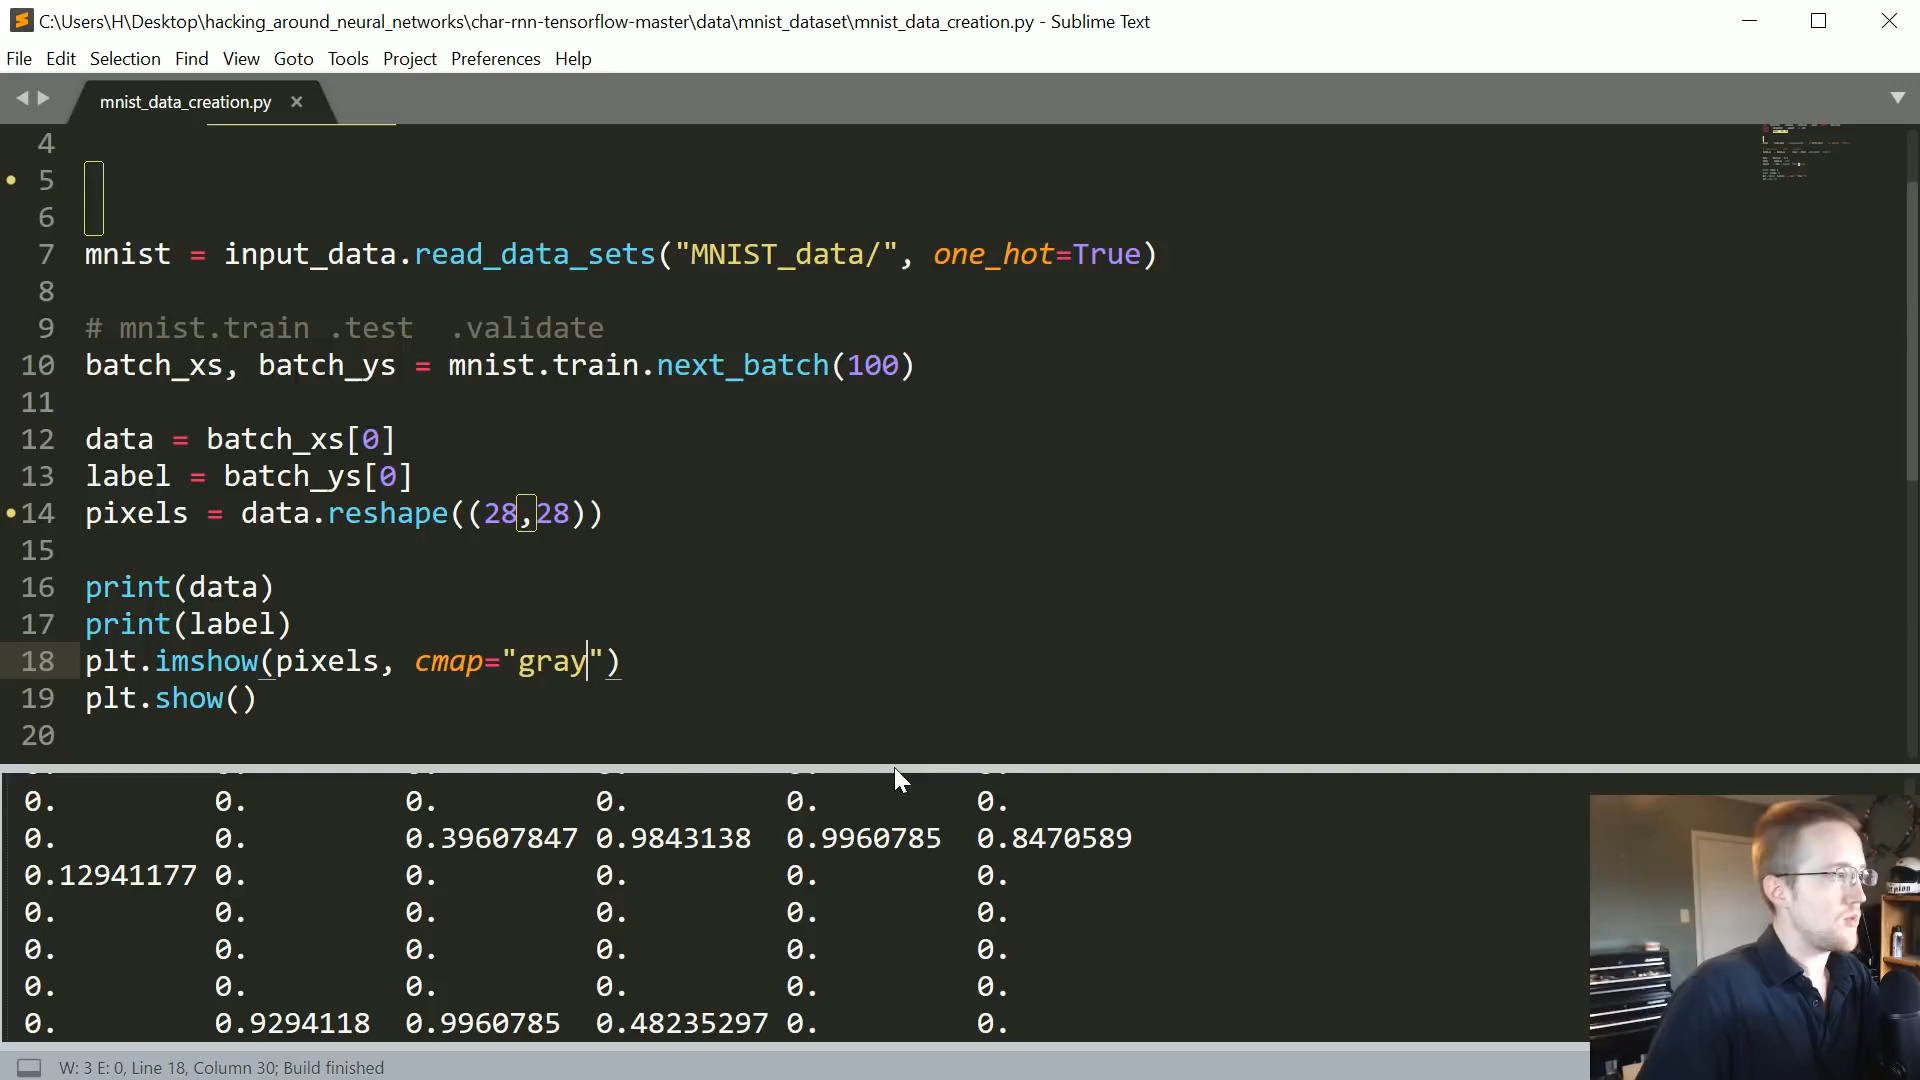 C:\Users\H\Desktop\hacking_around_neural_networks\char-rnn-tensorflow-master\data\mnist_dataset\mnist_data_creation.py - Sublime Text
File Edit Selection Find View Goto Tools Project Preferences Help
mnist_data_creation.py
4
5
6
7 mnist = input_data.read_data_sets("MNIST_data/", one_hot=True)
8
9 # mnist.train .test  .validate
10 batch_xs, batch_ys = mnist.train.next_batch(100)
11
12 data = batch_xs[0]
13 label = batch_ys[0]
14 pixels = data.reshape((28,28))
15
16 print(data)
17 print(label)
18 plt.imshow(pixels, cmap="gray")
19 plt.show()
20
0. 0. 0. 0. 0. 0.
0. 0. 0.39607847 0.9843138 0.9960785 0.8470589
0.12941177 0. 0. 0. 0. 0.
0. 0. 0. 0. 0. 0.
0. 0. 0. 0. 0. 0.
0. 0. 0. 0. 0. 0.
0. 0.9294118 0.9960785 0.48235297 0. 0.
W: 3 E: 0, Line 18, Column 30; Build finished